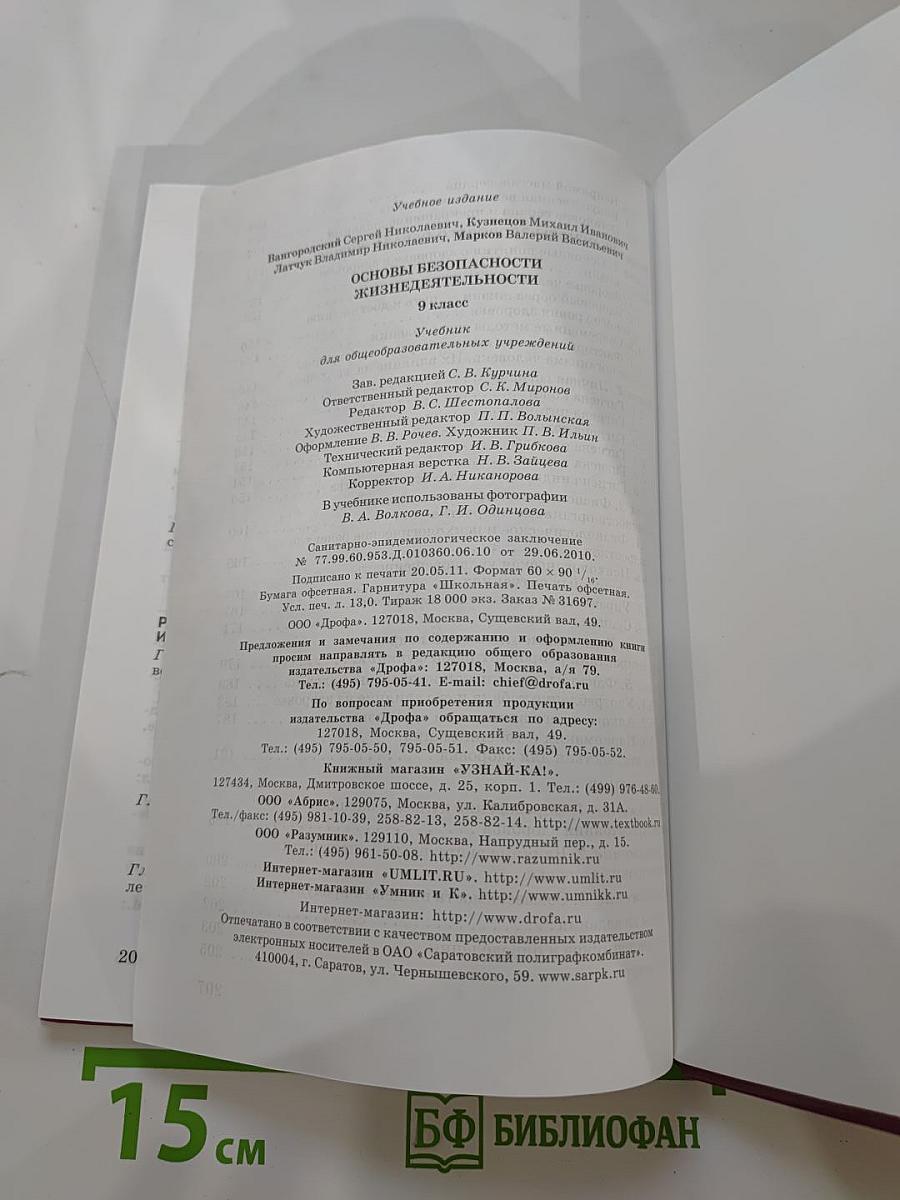 Учебное издание
Вангородский Сергей Николаевич, Кузнецов Михаил Иванович
Латчук Владимир Николаевич, Марков Валерий Васильевич
ОСНОВЫ БЕЗОПАСНОСТИ
ЖИЗНЕДЕЯТЕЛЬНОСТИ
9 класс
Учебник
для общеобразовательных учреждений
Зав. редакцией С. В. Курчина
Ответственный редактор С. К. Миронов
Редактор В. С. Шестопалова
Художественный редактор П. П. Волынская
Оформление В. В. Рочев. Художник П. В. Ильин
Технический редактор И. В. Грибкова
Компьютерная верстка Н. В. Зайцева
Корректор И. А. Никанорова
В учебнике использованы фотографии
В. А. Волкова, Г. И. Одинцова
Санитарно-эпидемиологическое заключение
№ 77.99.60.953.Д.010360.06.10 от 29.06.2010.
Подписано к печати 20.05.11. Формат 60 × 90 1/16.
Бумага офсетная. Гарнитура «Школьная». Печать офсетная.
Усл. печ. л. 13,0. Тираж 18 000 экз. Заказ № 31697.
ООО «Дрофа». 127018, Москва, Сущевский вал, 49.
Предложения и замечания по содержанию и оформлению книги
просим направлять в редакцию общего образования
издательства «Дрофа»: 127018, Москва, а/я 79.
Тел.: (495) 795-05-41. E-mail: chief@drofa.ru
По вопросам приобретения продукции
издательства «Дрофа» обращаться по адресу:
127018, Москва, Сущевский вал, 49.
Тел.: (495) 795-05-50, 795-05-51. Факс: (495) 795-05-52.
Книжный магазин «УЗНАЙ-КА!».
127434, Москва, Дмитровское шоссе, д. 25, корп. 1. Тел.: (499) 976-48-60.
ООО «Абрис». 129075, Москва, ул. Калибровская, д. 31А.
Тел./факс: (495) 981-10-39, 258-82-13, 258-82-14. http://www.textbook.ru
ООО «Разумник». 129110, Москва, Напрудный пер., д. 15.
Тел.: (495) 961-50-08. http://www.razumnik.ru
Интернет-магазин «UMLIT.RU». http://www.umlit.ru
Интернет-магазин «Умник и К». http://www.umnikk.ru
Интернет-магазин: http://www.drofa.ru
Отпечатано в соответствии с качеством предоставленных издательством
электронных носителей в ОАО «Саратовский полиграфкомбинат».
410004, г. Саратов, ул. Чернышевского, 59. www.sarpk.ru
20
15 см
БФ БИБЛИОФАН